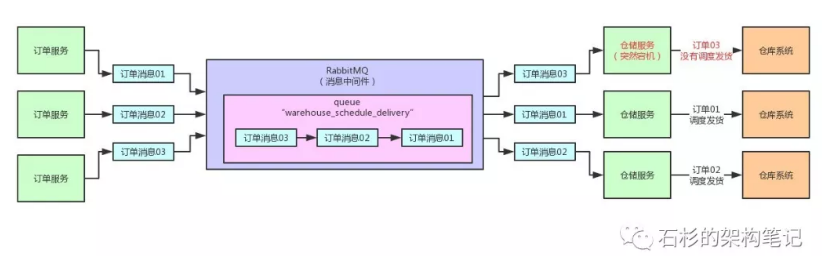 订单服务
订单服务
订单服务
订单消息01
订单消息02
订单消息03
RabbitMQ
（消息中间件）
queue
“warehouse_schedule_delivery”
订单消息03
订单消息02
订单消息01
订单消息03
订单消息01
订单消息02
仓储服务
（突然宕机）
仓储服务
仓储服务
订单03
没有调度发货
订单01
调度发货
订单02
调度发货
仓库系统
仓库系统
仓库系统
石杉的架构笔记